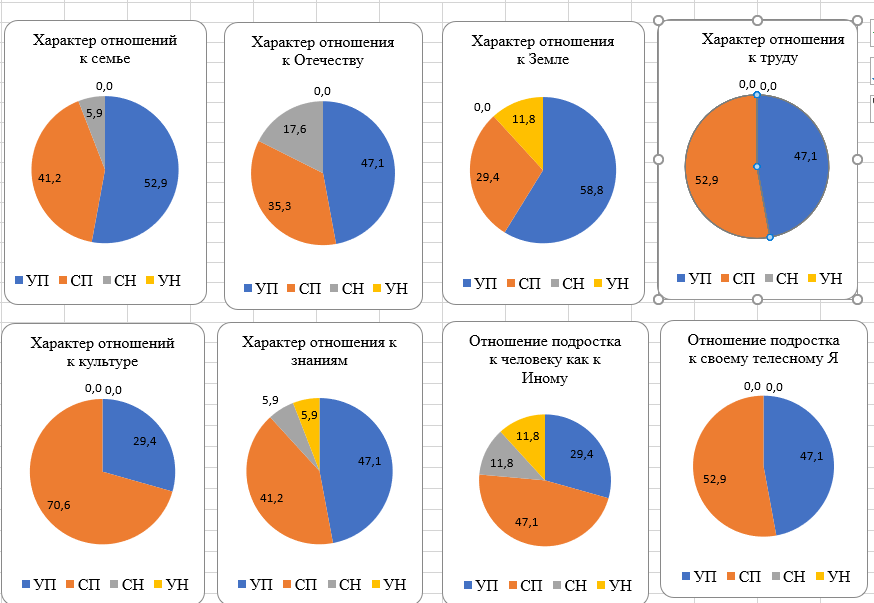 Характер отношений
к семье
0,0
5,9
41,2
52,9
УП СП СН УН
Характер отношения
к Отечеству
0,0
17,6
47,1
35,3
УП СП СН УН
Характер отношения
к Земле
0,0
11,8
29,4
58,8
УП СП СН УН
Характер отношения
к труду
0,0 0,0
47,1
52,9
УП СП СН УН
Характер отношений
к культуре
0,0 0,0
29,4
70,6
УП СП СН УН
Характер отношения к
знаниям
5,9
5,9
47,1
41,2
УП СП СН УН
Отношение подростка
к человеку как к
Иному
11,8
29,4
11,8
47,1
УП СП СН УН
Отношение подростка
к своему телесному Я
0,0 0,0
47,1
52,9
УП СП СН УН